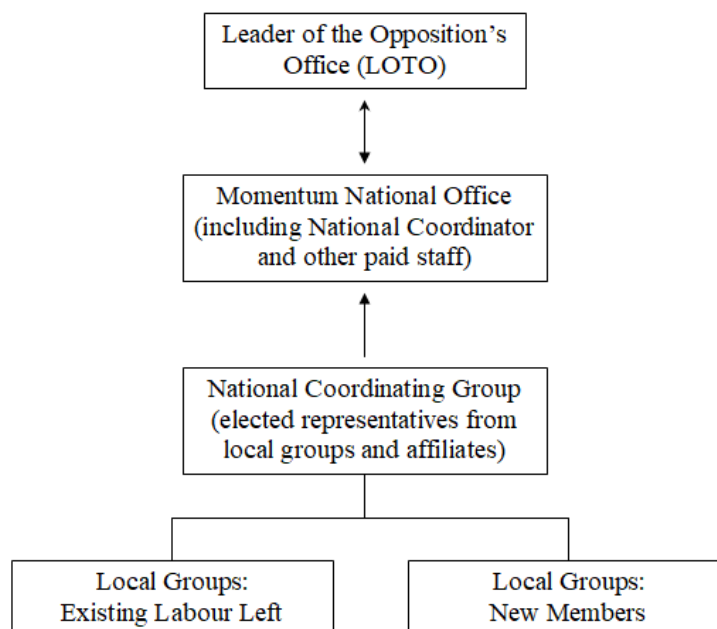 Leader of the Opposition’s
Office (LOTO)
Momentum National Office
(including National Coordinator
and other paid staff)
National Coordinating Group
(elected representatives from
local groups and affiliates)
Local Groups:
Existing Labour Left
Local Groups:
New Members